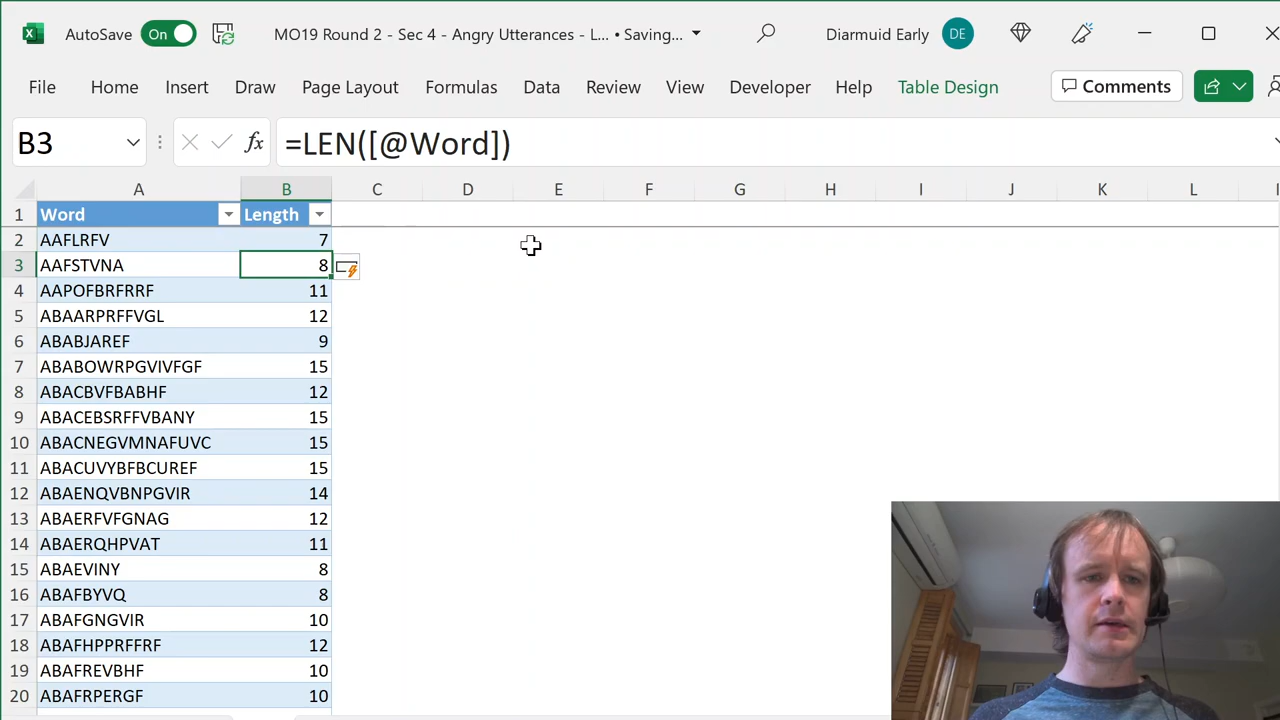 AutoSave On MO19 Round 2 - Sec 4 - Angry Utterances - L... • Saving... Diarmuid Early DE
File Home Insert Draw Page Layout Formulas Data Review View Developer Help Table Design Comments
B3 fx =LEN([@Word])
A B C D E F G H I J K L
1 Word Length
2 AAFLRFV 7
3 AAFSTVNA 8
4 AAPOFBRFRRF 11
5 ABAARPRFFVGL 12
6 ABABJAREF 9
7 ABABOWRPGVIVFGF 15
8 ABACBVFBABHF 12
9 ABACEBSRFFVBANY 15
10 ABACNEGVMNAFUVC 15
11 ABACUVYBFBCUREF 15
12 ABAENQVBNPGVIR 14
13 ABAERFVFGNAG 12
14 ABAERQHPVAT 11
15 ABAEVINY 8
16 ABAFBYVQ 8
17 ABAFGNGVIR 10
18 ABAFHPPRFFRF 12
19 ABAFREVBHF 10
20 ABAFRPERGF 10